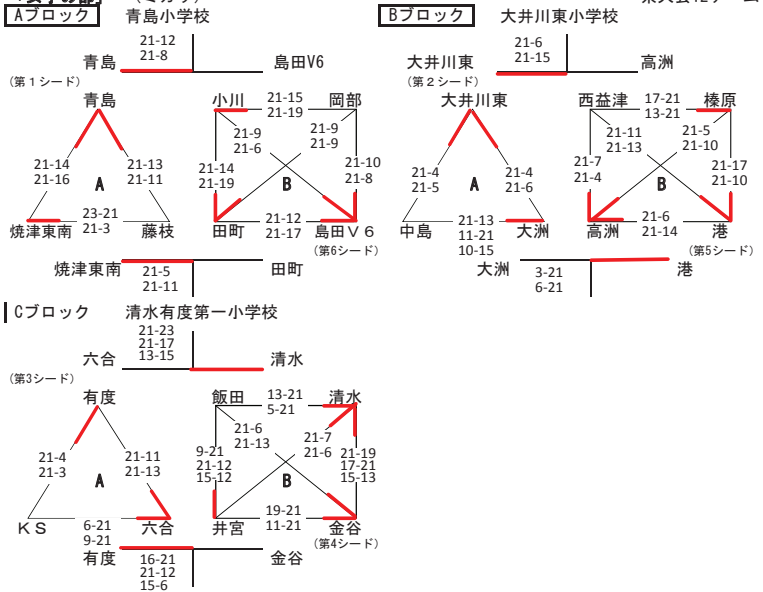 Aブロック 青島小学校
21-12
21-8
青島 島田V6
(第１シード)
青島
21-14
21-16
A
21-13
21-11
23-21
21-3
焼津東南 藤枝
小川 21-15 岡部
21-19
21-9
21-6
21-9
21-9
21-14
21-19
21-10
21-8
B
21-12
21-17
田町 島田Ｖ６
(第6シード)
焼津東南 田町
21-5
21-11
Bブロック 大井川東小学校
21-6
21-15
大井川東 高洲
(第２シード)
大井川東
21-4
21-5
A
21-4
21-6
21-13
11-21
10-15
中島 大洲
西益津 17-21 榛原
13-21
21-11
21-13
21-5
21-10
21-7
21-4
21-17
21-10
B
21-6
21-14
高洲 港
(第5シード)
大洲 港
3-21
6-21
Cブロック 清水有度第一小学校
21-23
21-17
13-15
六合 清水
(第3シード)
有度
21-4
21-3
A
21-11
21-13
6-21
9-21
ＫＳ 六合
飯田 13-21 清水
5-21
21-6
21-13
21-7
21-6
9-21
21-12
15-12
21-19
17-21
15-13
B
19-21
11-21
井宮 金谷
(第4シード)
有度 金谷
16-21
21-12
15-6